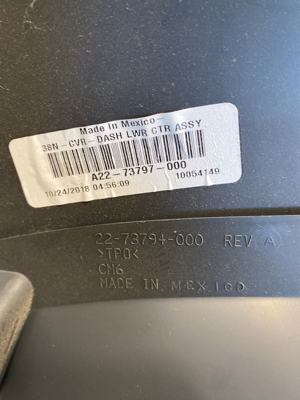 Made In Mexico-
38N-CVR-DASH LWR CTR ASSY
A22-73797-000
10/24/2018 04:56:09 10054149
22-73794-000 REV. A
>TPO<
CM6
MADE IN MEXICO